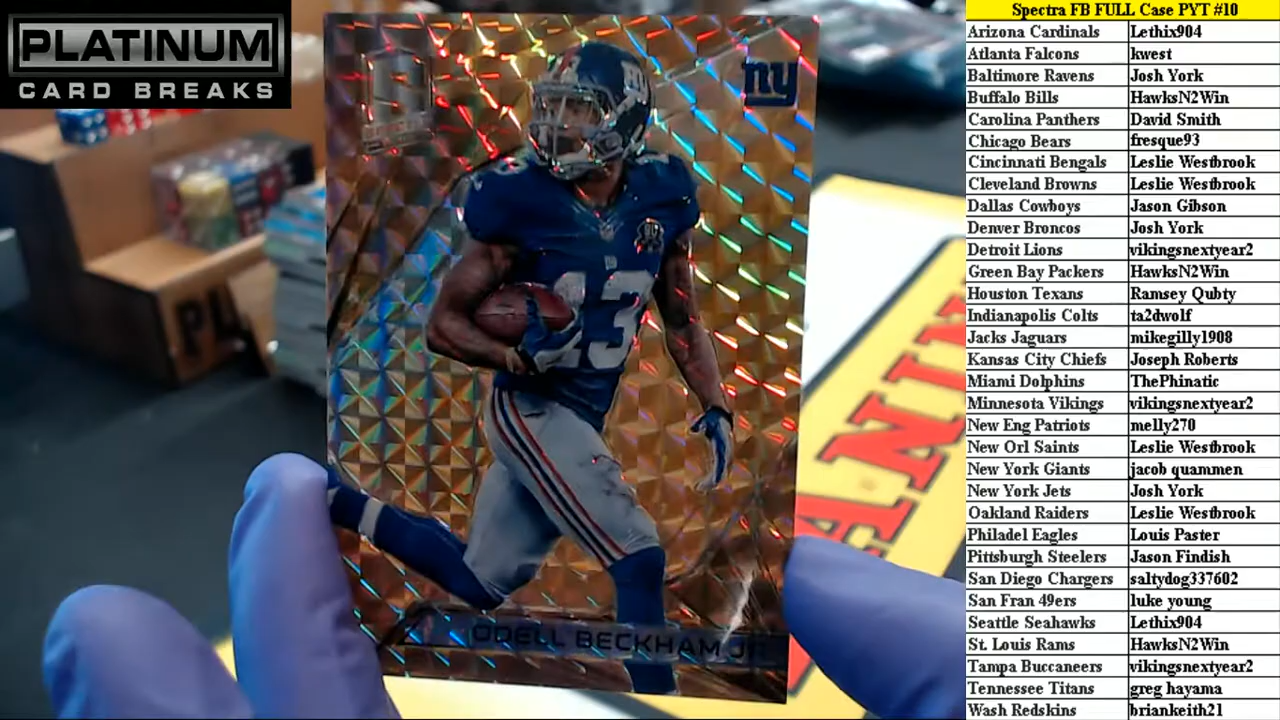 PLATINUM
CARD BREAKS
ny
13
ODELL BECKHAM JR
Spectra FB FULL Case PYT #10
Arizona Cardinals Lethix904
Atlanta Falcons kwest
Baltimore Ravens Josh York
Buffalo Bills HawksN2Win
Carolina Panthers David Smith
Chicago Bears fresque93
Cincinnati Bengals Leslie Westbrook
Cleveland Browns Leslie Westbrook
Dallas Cowboys Jason Gibson
Denver Broncos Josh York
Detroit Lions vikingsnextyear2
Green Bay Packers HawksN2Win
Houston Texans Ramsey Qubty
Indianapolis Colts ta2dwolf
Jacks Jaguars mikegilly1908
Kansas City Chiefs Joseph Roberts
Miami Dolphins ThePhinatic
Minnesota Vikings vikingsnextyear2
New Eng Patriots melly270
New Orl Saints Leslie Westbrook
New York Giants jacob quammen
New York Jets Josh York
Oakland Raiders Leslie Westbrook
Philadel Eagles Louis Paster
Pittsburgh Steelers Jason Findish
San Diego Chargers saltydog337602
San Fran 49ers luke young
Seattle Seahawks Lethix904
St. Louis Rams HawksN2Win
Tampa Buccaneers vikingsnextyear2
Tennessee Titans greg hayama
Wash Redskins briankeith21